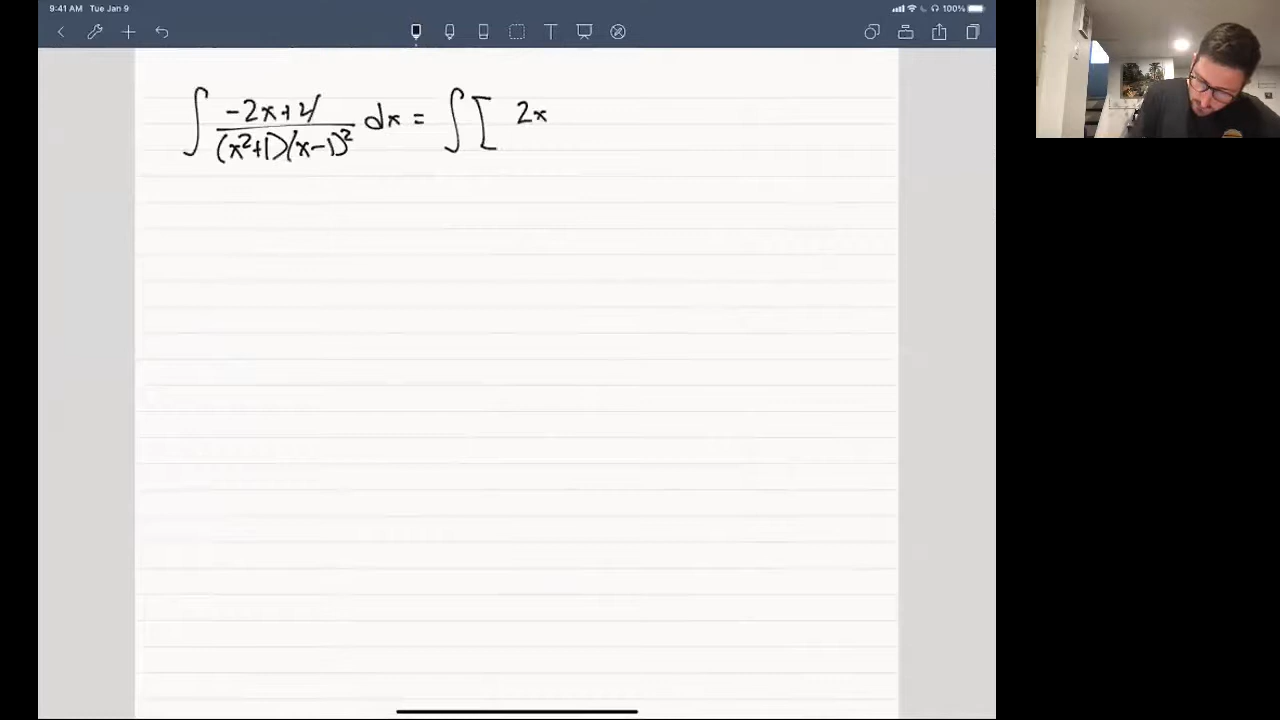 9:41 AM Tue Jan 9
100%
T
∫ (-2x+4)/((x²+1)(x-1)²) dx = ∫ [ 2x